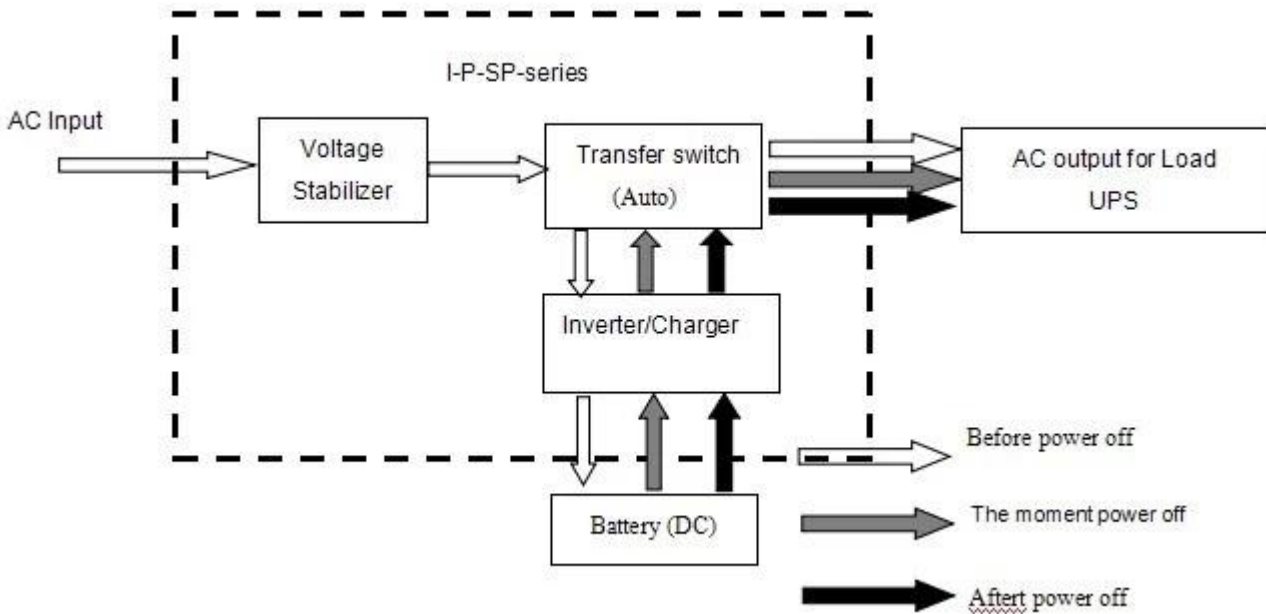 I-P-SP-series
AC Input
Voltage
Stabilizer
Transfer switch
(Auto)
AC output for Load
UPS
Inverter/Charger
Battery (DC)
Before power off
The moment power off
Aftert power off